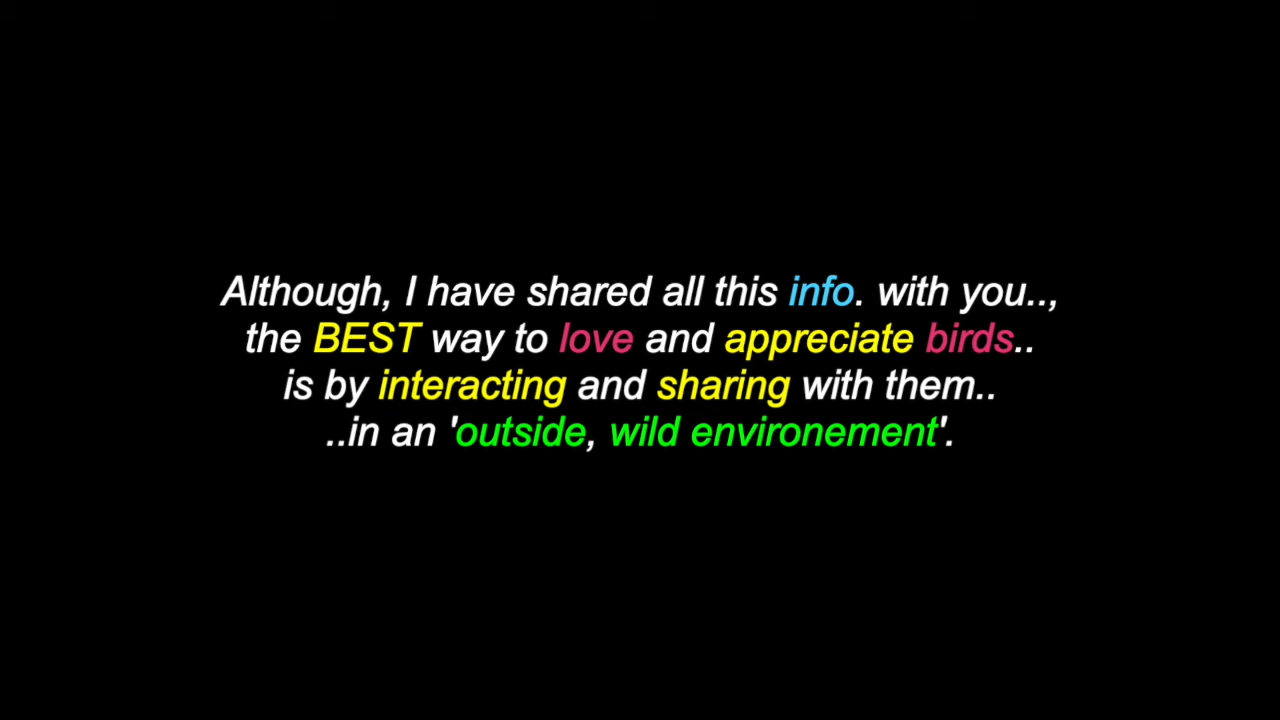 Although, I have shared all this info. with you..,
the BEST way to love and appreciate birds..
is by interacting and sharing with them..
..in an 'outside, wild environement'.